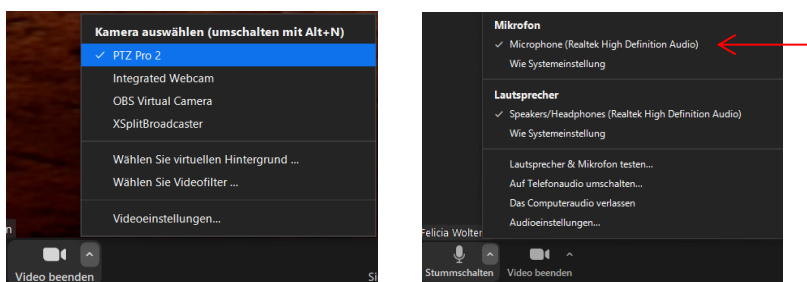 Kamera auswählen (umschalten mit Alt+N)
PTZ Pro 2
Integrated Webcam
OBS Virtual Camera
XSplitBroadcaster
Wählen Sie virtuellen Hintergrund ...
Wählen Sie Videofilter ...
Videoeinstellungen...
n
Video beenden
Si
Mikrofon
Microphone (Realtek High Definition Audio)
Wie Systemeinstellung
Lautsprecher
Speakers/Headphones (Realtek High Definition Audio)
Wie Systemeinstellung
Lautsprecher & Mikrofon testen...
Auf Telefonaudio umschalten...
Das Computeraudio verlassen
Audioeinstellungen...
Felicia Wolter
Stummschalten Video beenden